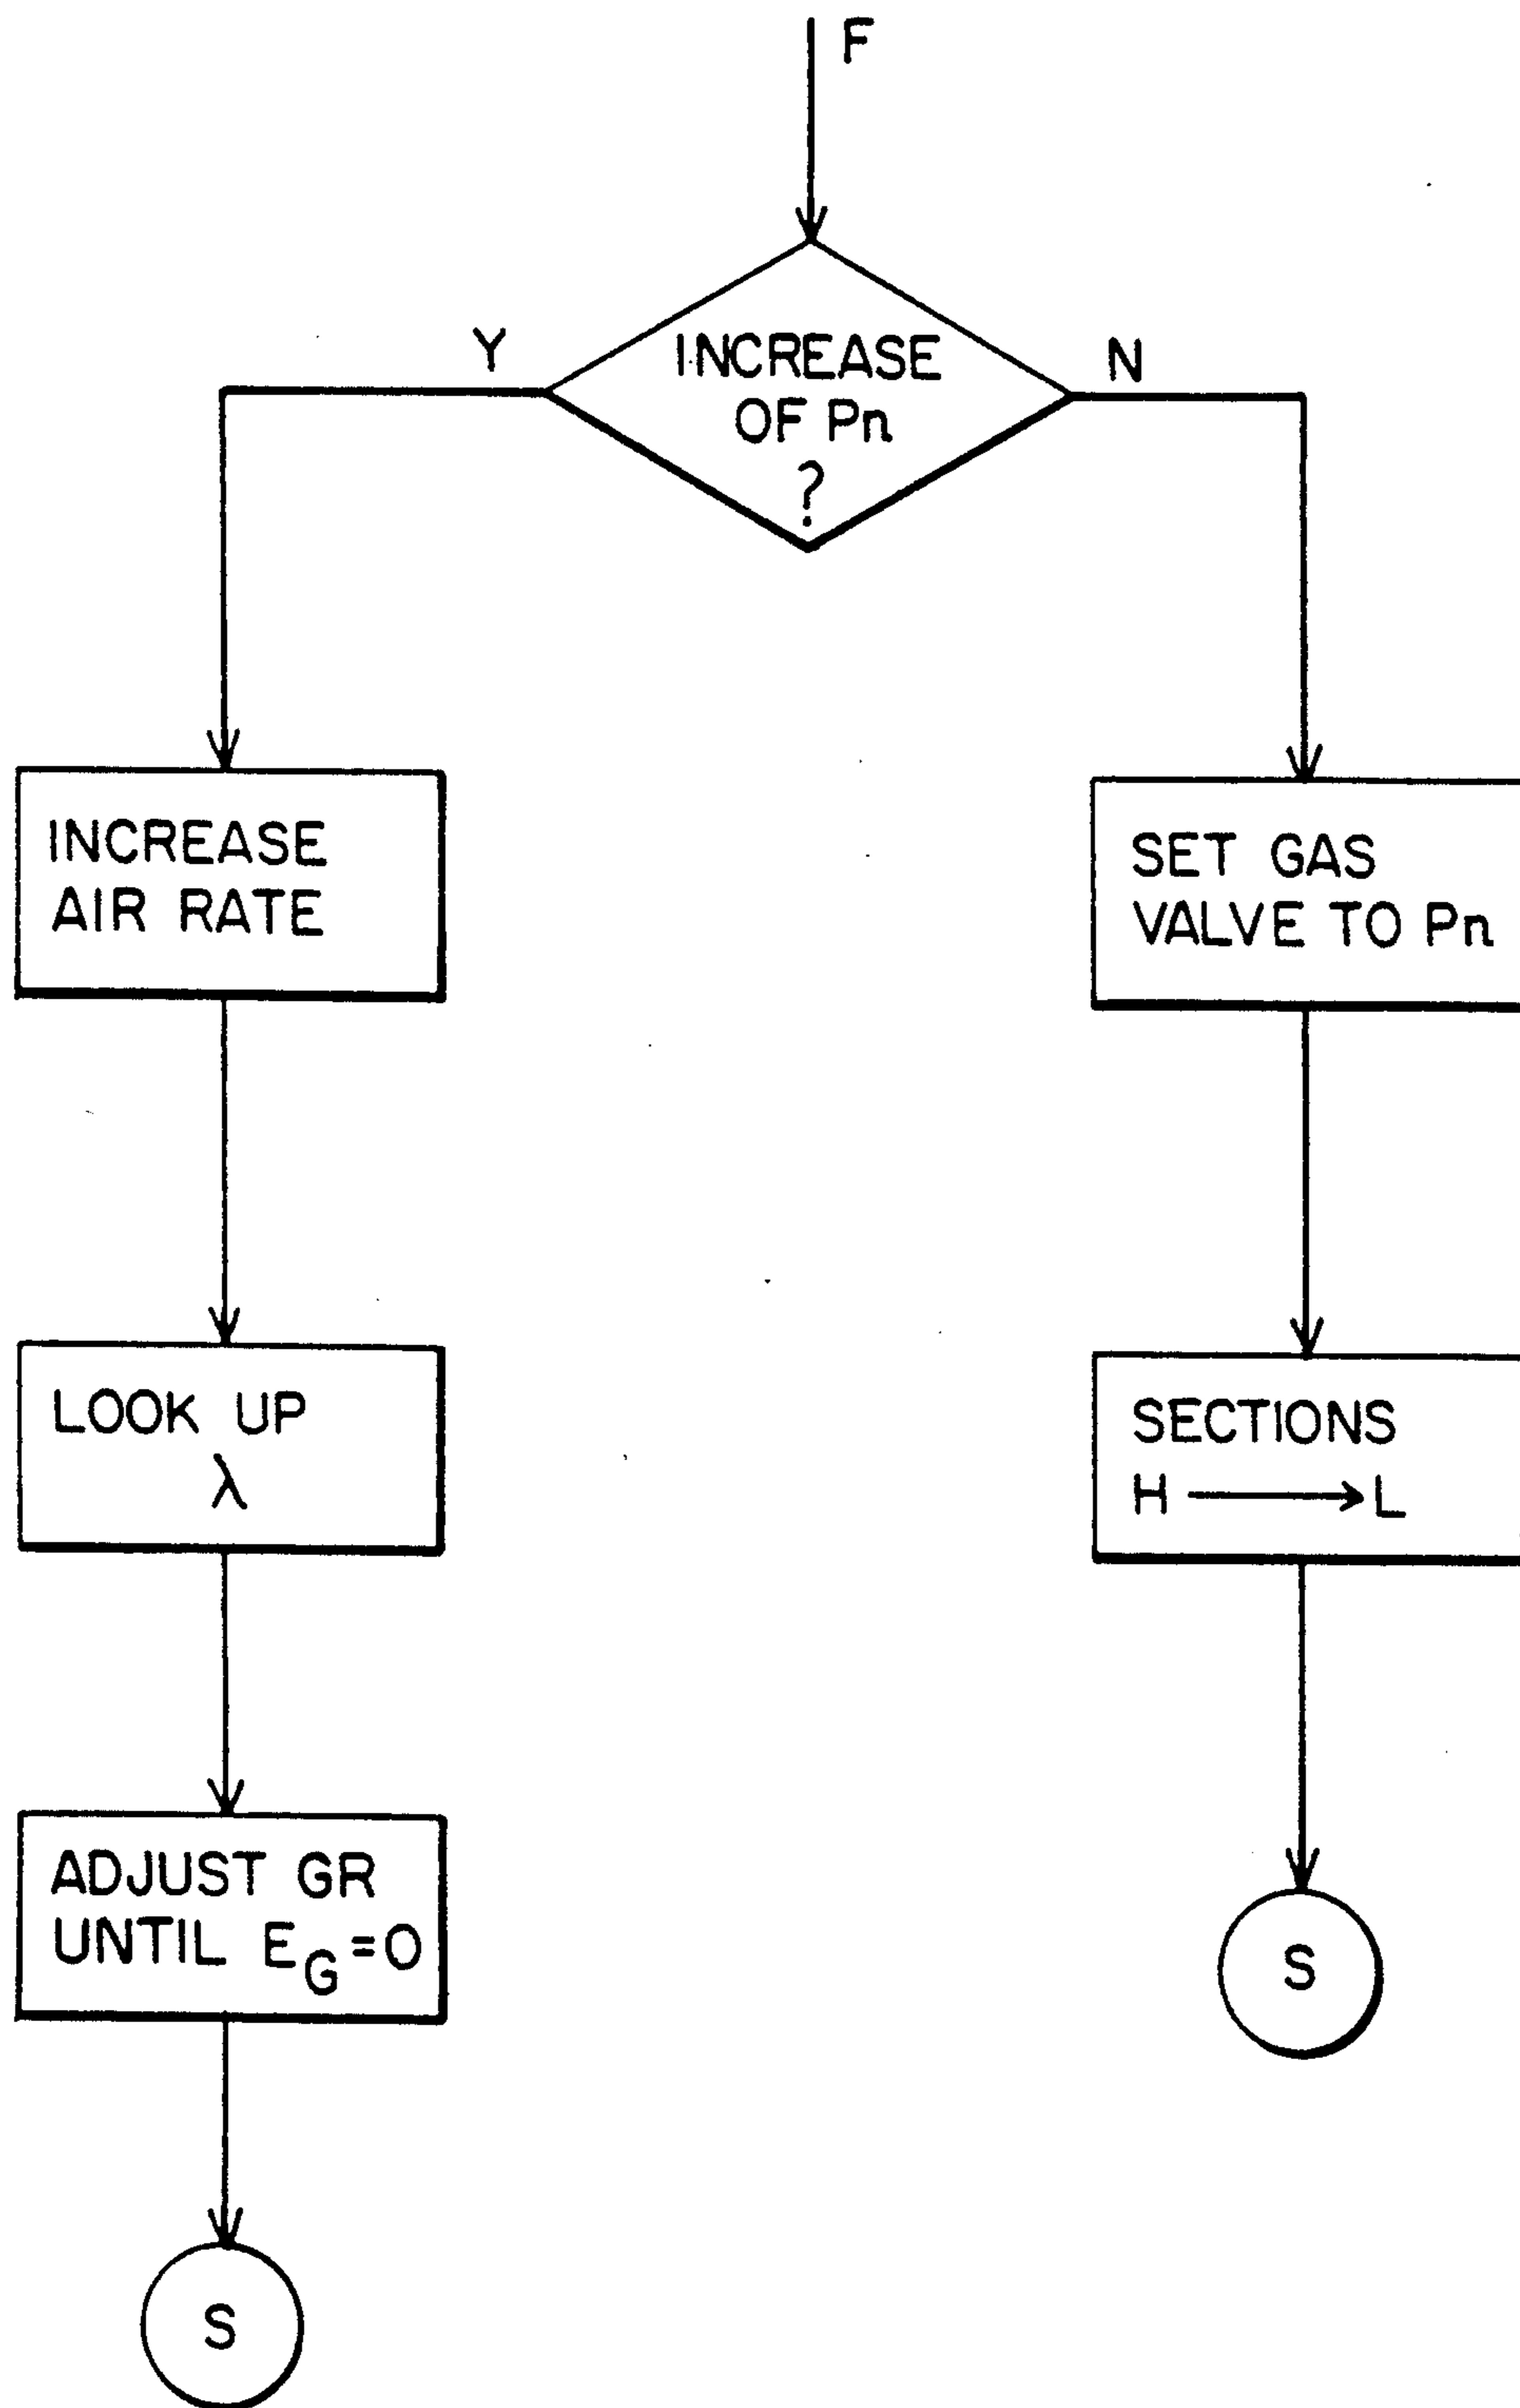 F
Y
INCREASE
OF Pn
?
N
INCREASE
AIR RATE
LOOK UP
λ
ADJUST GR
UNTIL E_G=0
S
SET GAS
VALVE TO Pn
SECTIONS
H ⟶ L
S